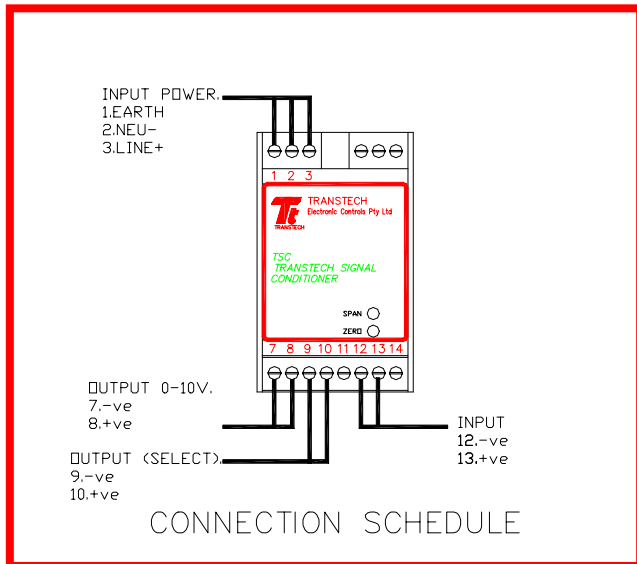 INPUT POWER.
1.EARTH
2.NEU-
3.LINE+
1 2 3
Tt
TRANSTECH
TRANSTECH
Electronic Controls Pty Ltd
TSC
TRANSTECH SIGNAL
CONDITIONER
SPAN
ZERO
7 8 9 10 11 12 13 14
OUTPUT 0-10V.
7.-ve
8.+ve
OUTPUT (SELECT).
9.-ve
10.+ve
INPUT
12.-ve
13.+ve
CONNECTION SCHEDULE